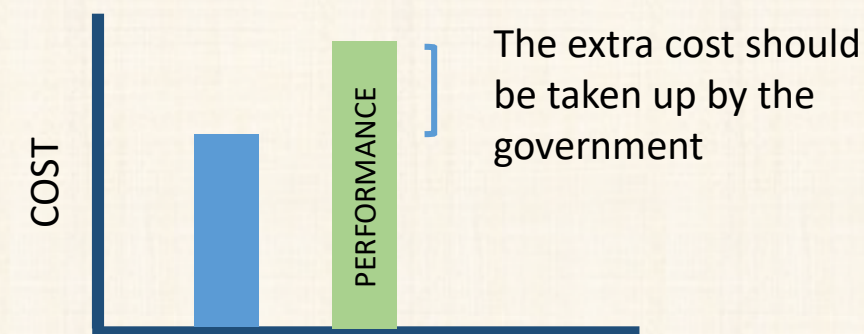 COST
PERFORMANCE
The extra cost should
be taken up by the
government